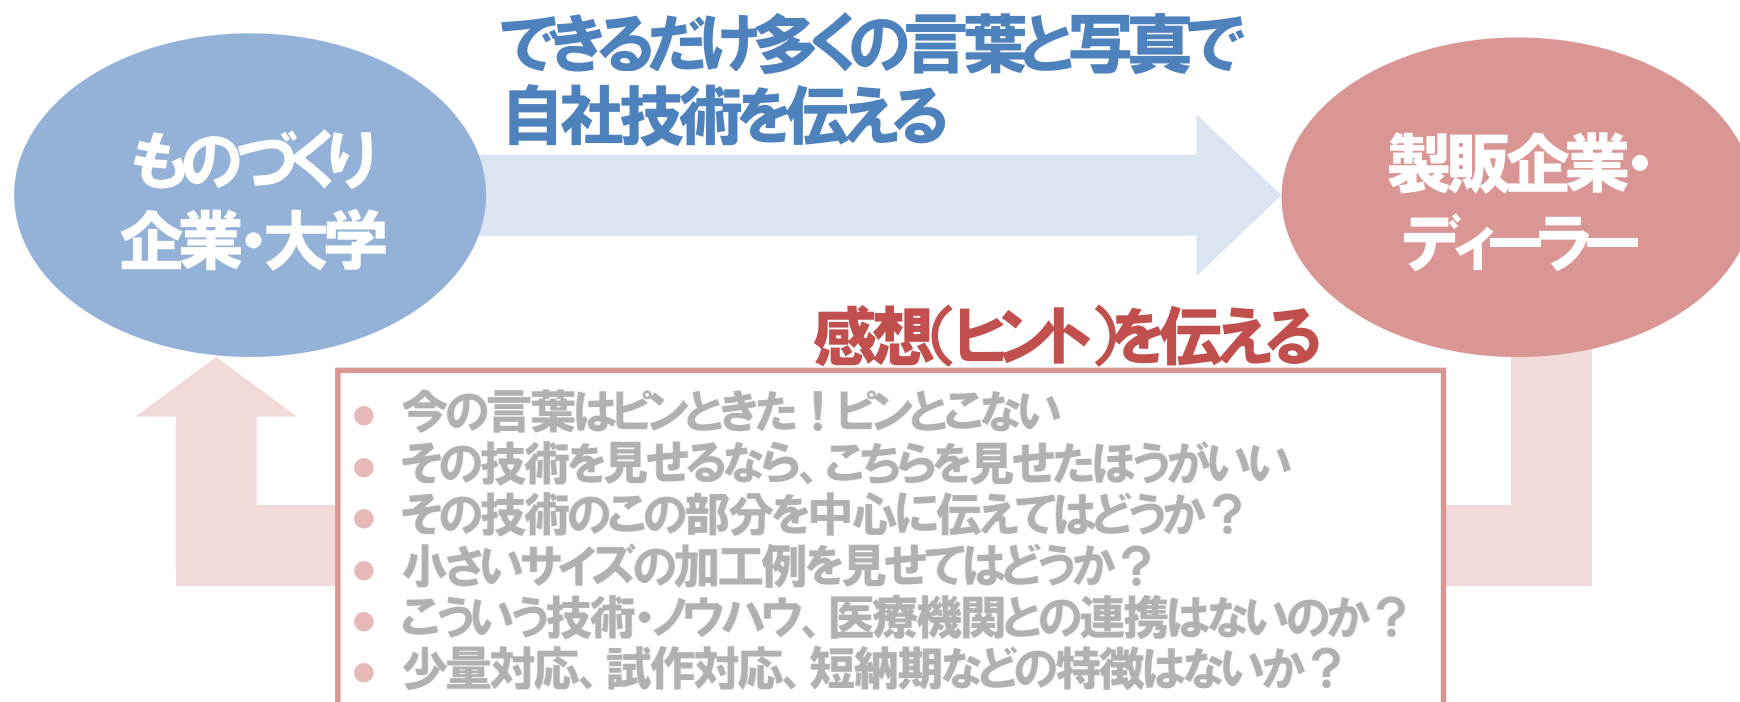 できるだけ多くの言葉と写真で
自社技術を伝える
ものづくり
企業・大学
製販企業・
ディーラー
感想(ヒント)を伝える
● 今の言葉はピンときた！ピンとこない
● その技術を見せるなら、こちらを見せたほうがいい
● その技術のこの部分を中心に伝えてはどうか？
● 小さいサイズの加工例を見せてはどうか？
● こういう技術・ノウハウ、医療機関との連携はないのか？
● 少量対応、試作対応、短納期などの特徴はないか？